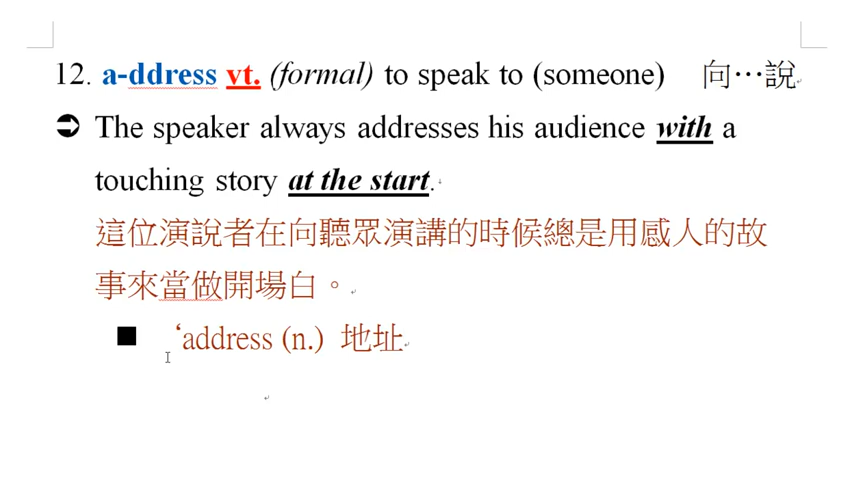 12. a-ddress vt. (formal) to speak to (someone) 向…說
The speaker always addresses his audience with a
touching story at the start.
這位演說者在向聽眾演講的時候總是用感人的故
事來當做開場白。
‘address (n.) 地址